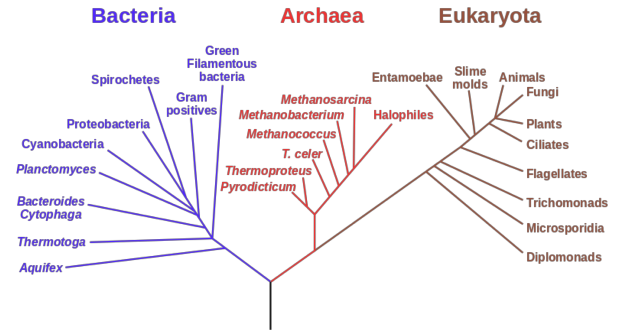 Bacteria
Archaea
Eukaryota
Green
Filamentous
bacteria
Spirochetes
Gram
positives
Proteobacteria
Cyanobacteria
Planctomyces
Bacteroides
Cytophaga
Thermotoga
Aquifex
Methanosarcina
Methanobacterium
Halophiles
Methanococcus
T. celer
Thermoproteus
Pyrodicticum
Entamoebae
Slime
molds
Animals
Fungi
Plants
Ciliates
Flagellates
Trichomonads
Microsporidia
Diplomonads